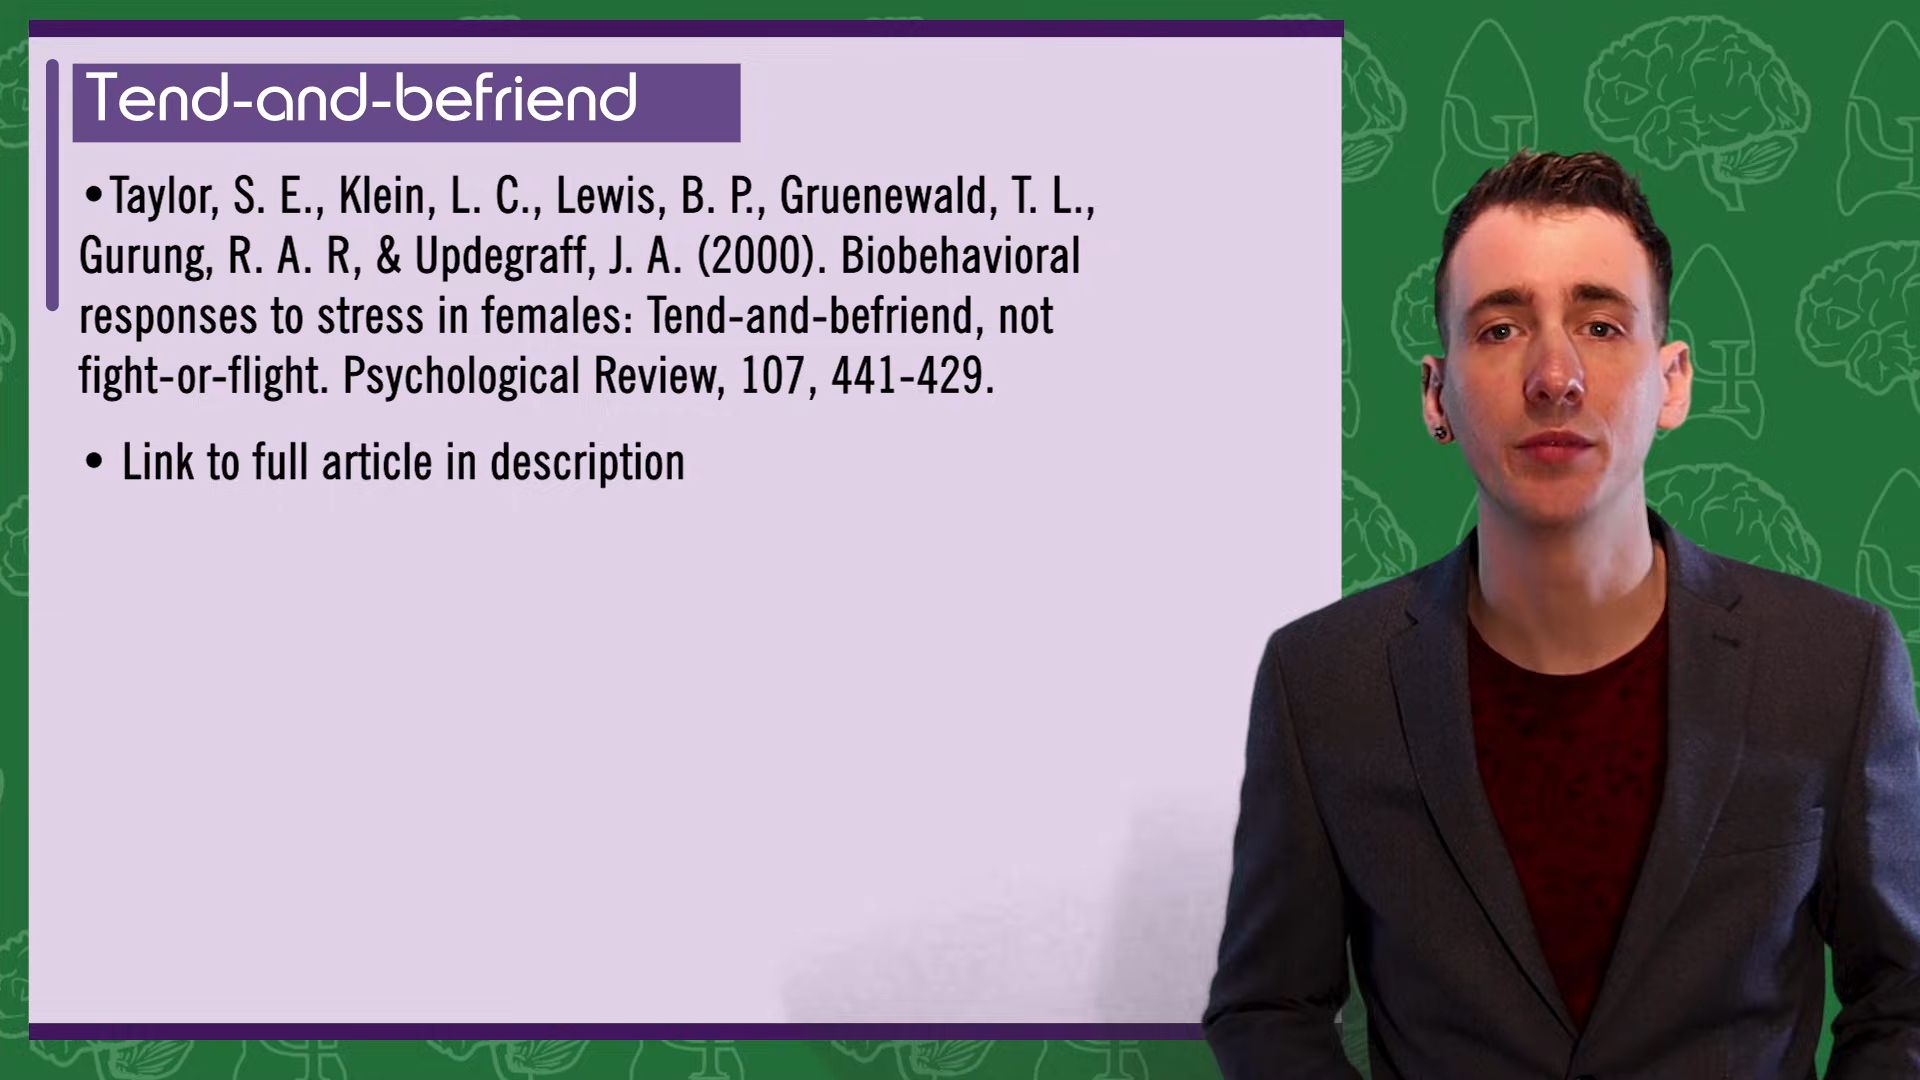 Tend-and-befriend
•Taylor, S. E., Klein, L. C., Lewis, B. P., Gruenewald, T. L.,
Gurung, R. A. R, & Updegraff, J. A. (2000). Biobehavioral
responses to stress in females: Tend-and-befriend, not
fight-or-flight. Psychological Review, 107, 441-429.
• Link to full article in description